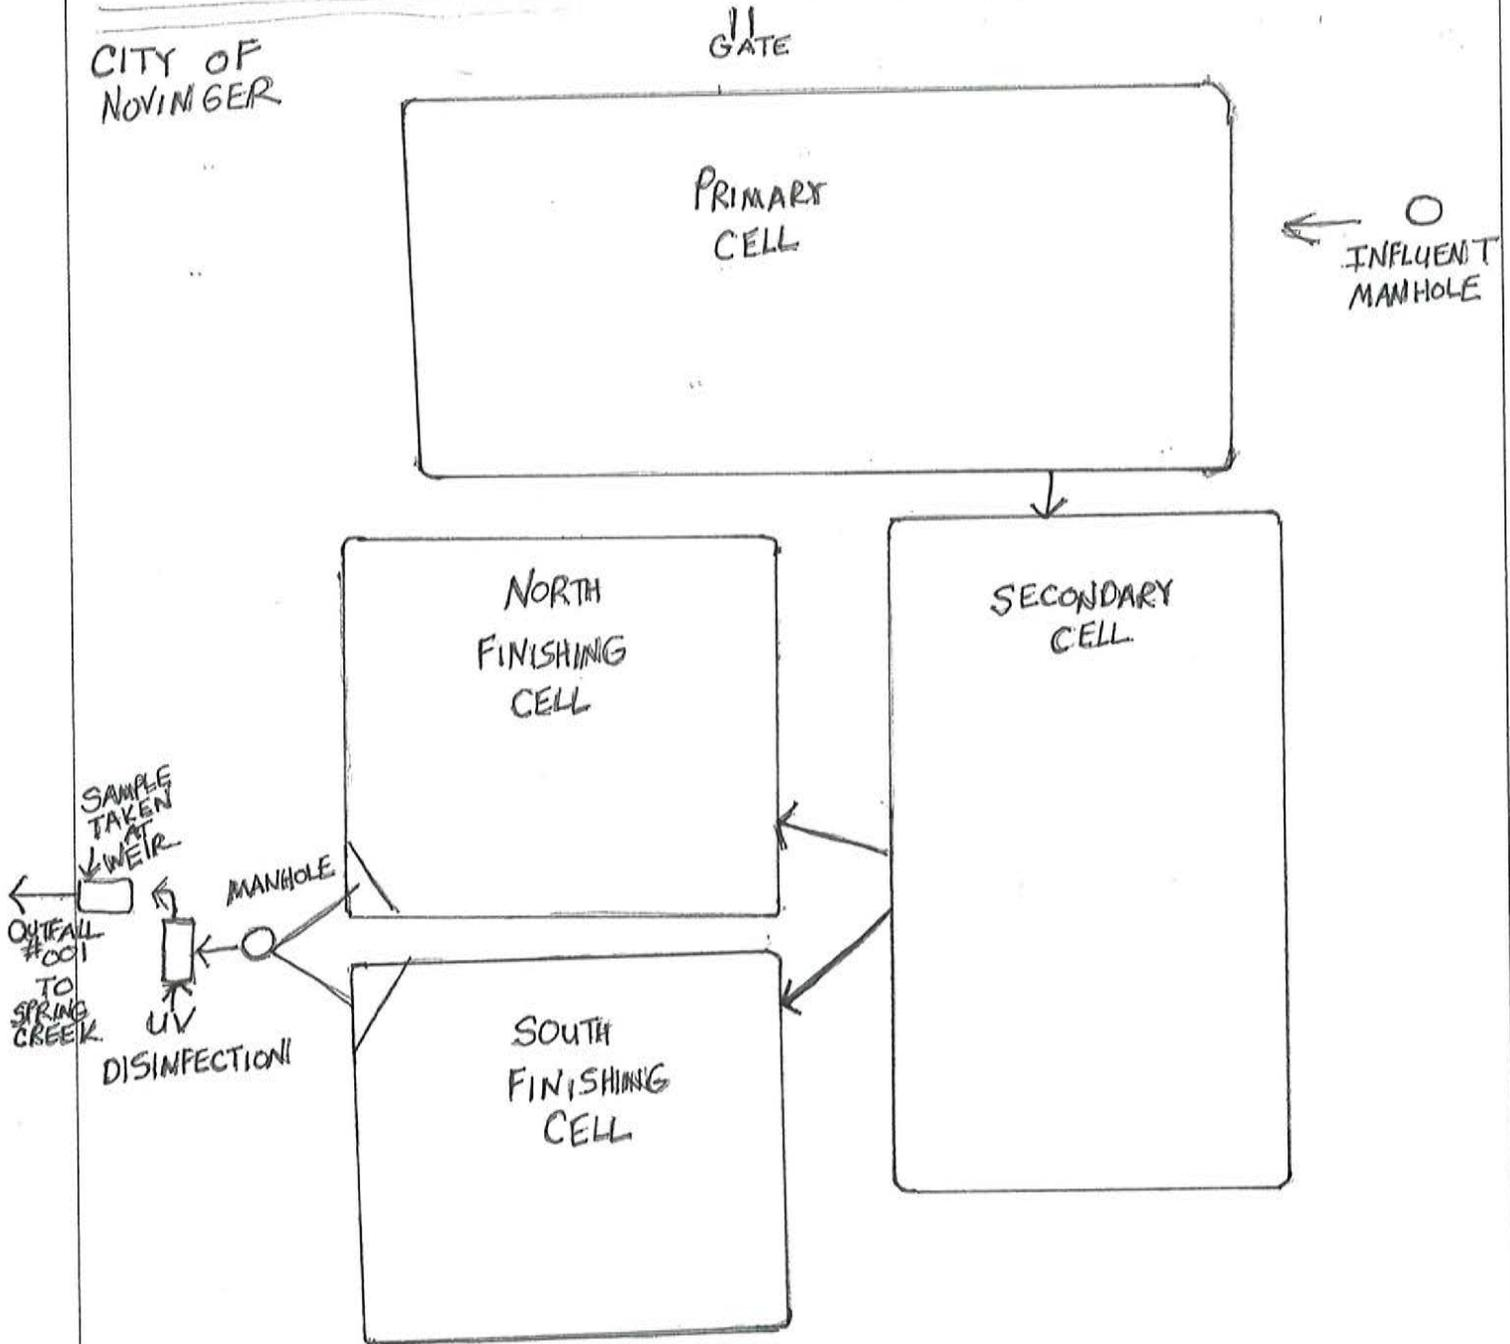 CITY OF
NOVINGER
GATE
PRIMARY
CELL
INFLUENT
MANHOLE
NORTH
FINISHING
CELL
SECONDARY
CELL
SAMPLE
TAKEN
AT
WEIR
MANHOLE
OUTFALL
#001
TO
SPRING
CREEK
UV
DISINFECTION
SOUTH
FINISHING
CELL